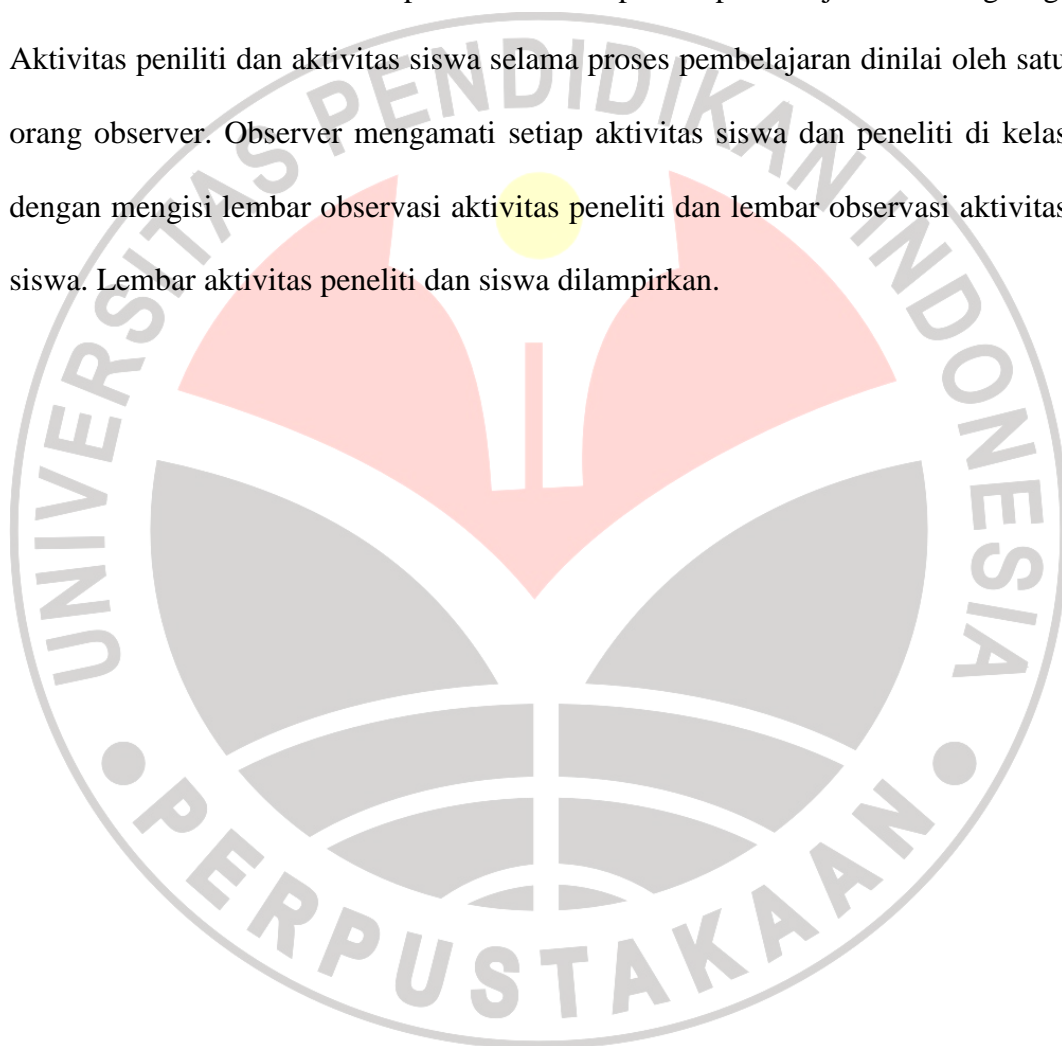 Aktivitas peniliti dan aktivitas siswa selama proses pembelajaran dinilai oleh satu
orang observer. Observer mengamati setiap aktivitas siswa dan peneliti di kelas
dengan mengisi lembar observasi aktivitas peneliti dan lembar observasi aktivitas
siswa. Lembar aktivitas peneliti dan siswa dilampirkan.
UNIVERSITAS PENDIDIKAN INDONESIA
PERPUSTAKAAN